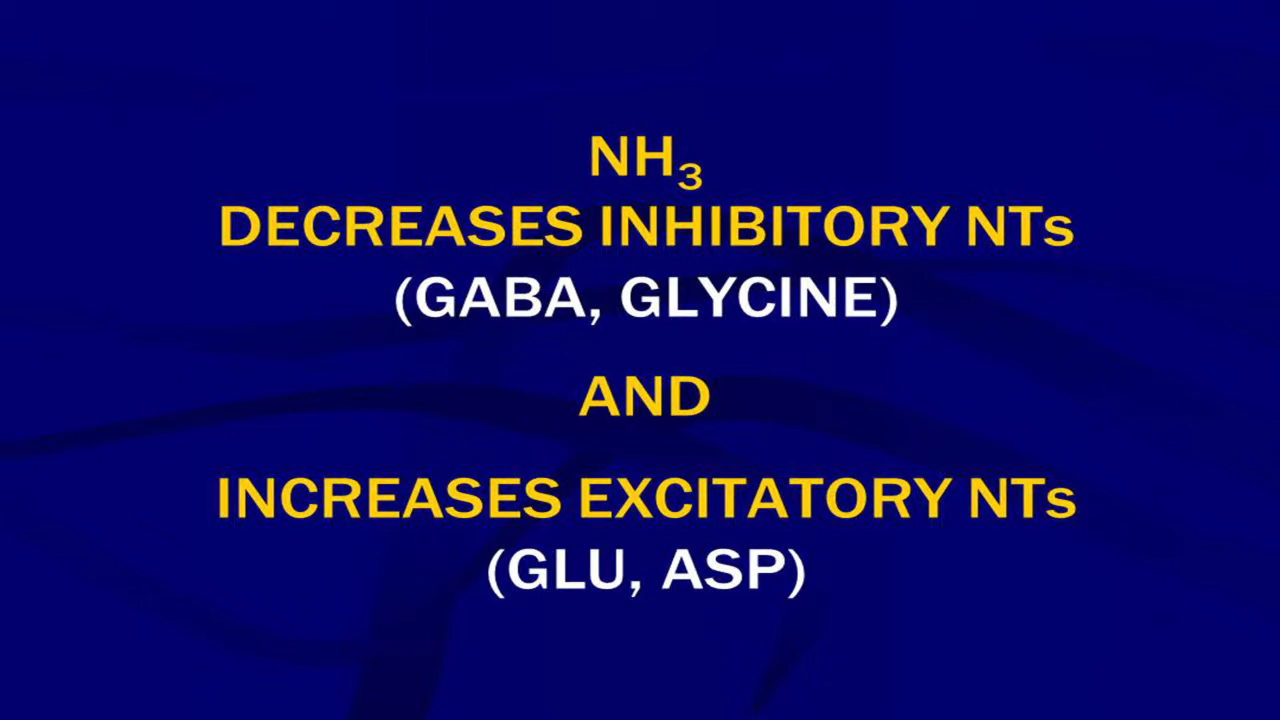 NH₃
DECREASES INHIBITORY NTs
(GABA, GLYCINE)
AND
INCREASES EXCITATORY NTs
(GLU, ASP)